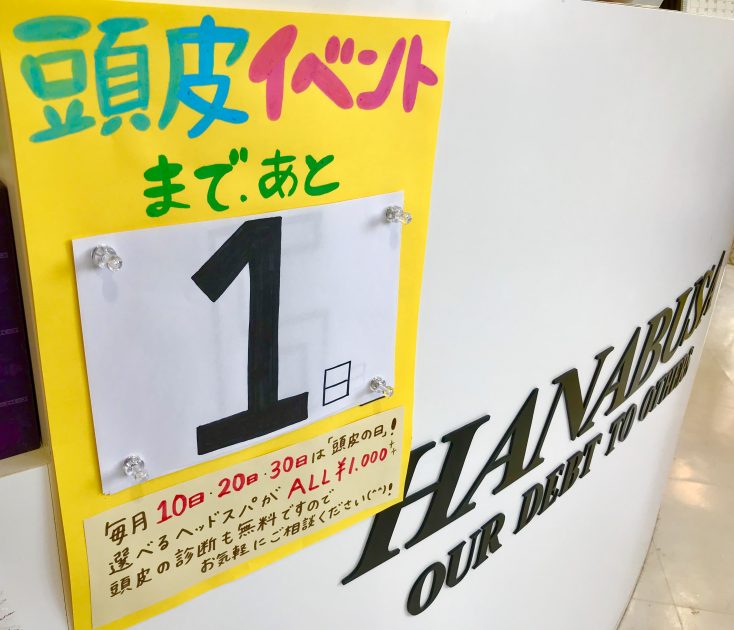 頭皮イベント
まで.あと
1日
毎月10日・20日・30日は「頭皮の日」!
選べるヘッドスパがALL¥1.000
頭皮の診断も無料ですので
お気軽にご相談ください(^^)!
HANABUSA
OUR DEBT TO OTHERS